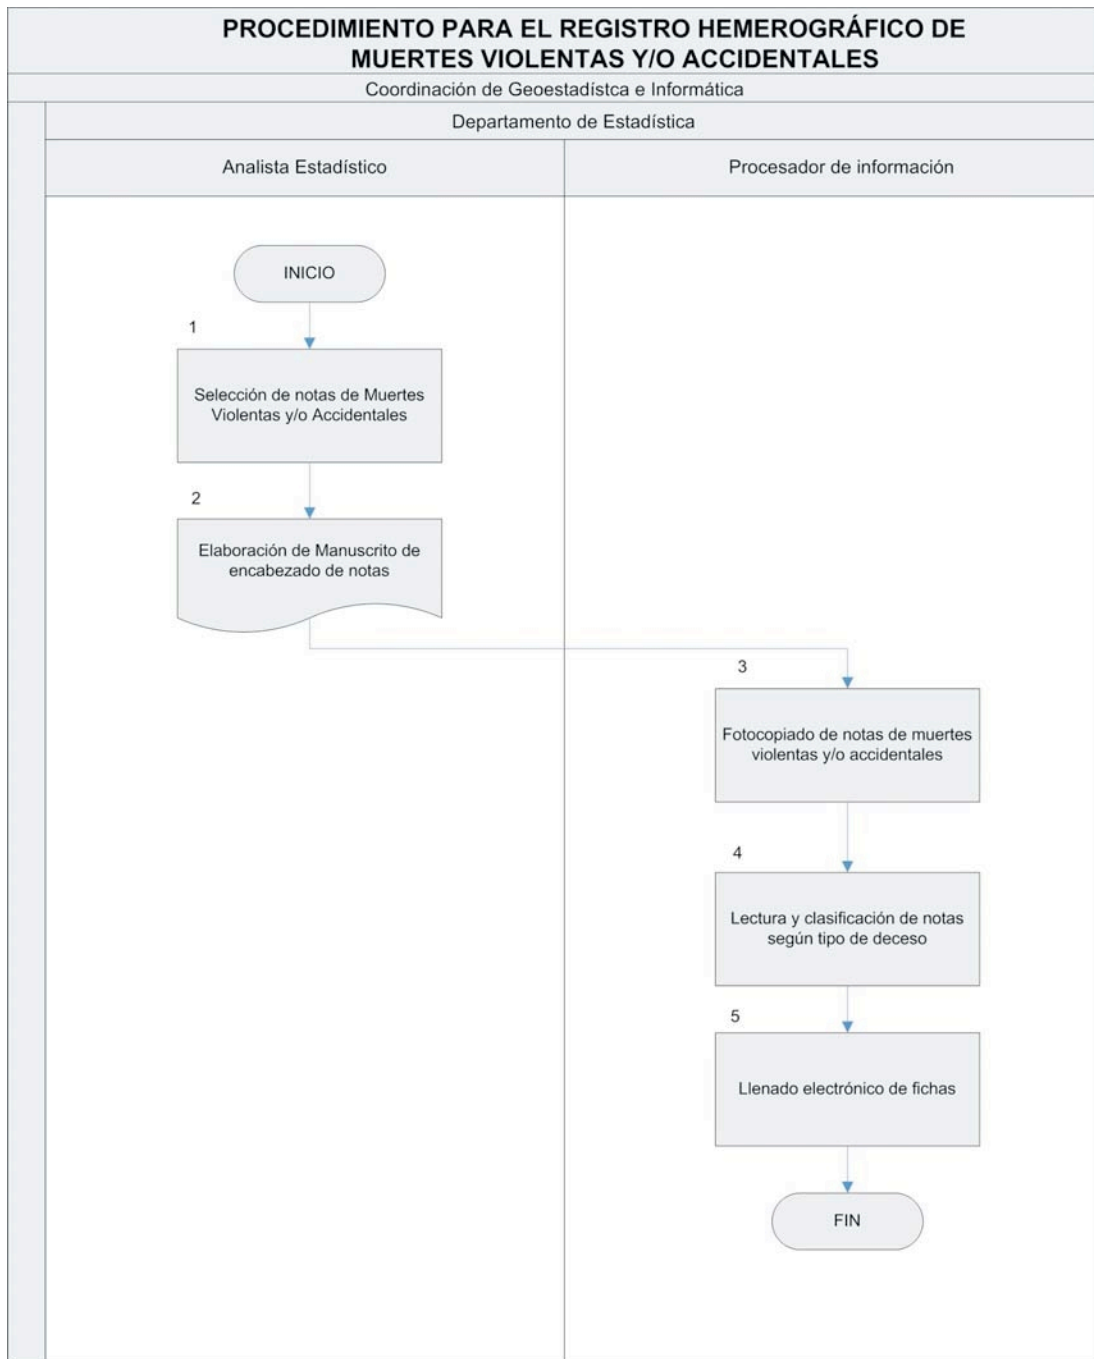 PROCEDIMIENTO PARA EL REGISTRO HEMEROGRÁFICO DE
MUERTES VIOLENTAS Y/O ACCIDENTALES
Coordinación de Geoestadístca e Informática
Departamento de Estadística
Analista Estadístico
Procesador de información
INICIO
1
Selección de notas de Muertes
Violentas y/o Accidentales
2
Elaboración de Manuscrito de
encabezado de notas
3
Fotocopiado de notas de muertes
violentas y/o accidentales
4
Lectura y clasificación de notas
según tipo de deceso
5
Llenado electrónico de fichas
FIN